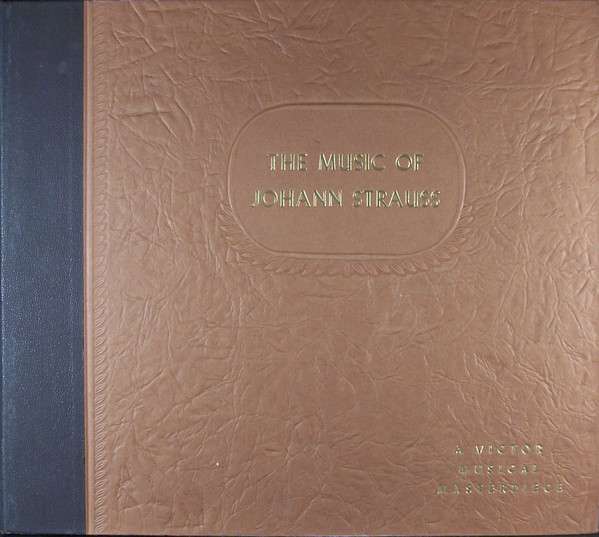 THE MUSIC OF
JOHANN STRAUSS
A VICTOR
MUSICAL
MASTERPIECE